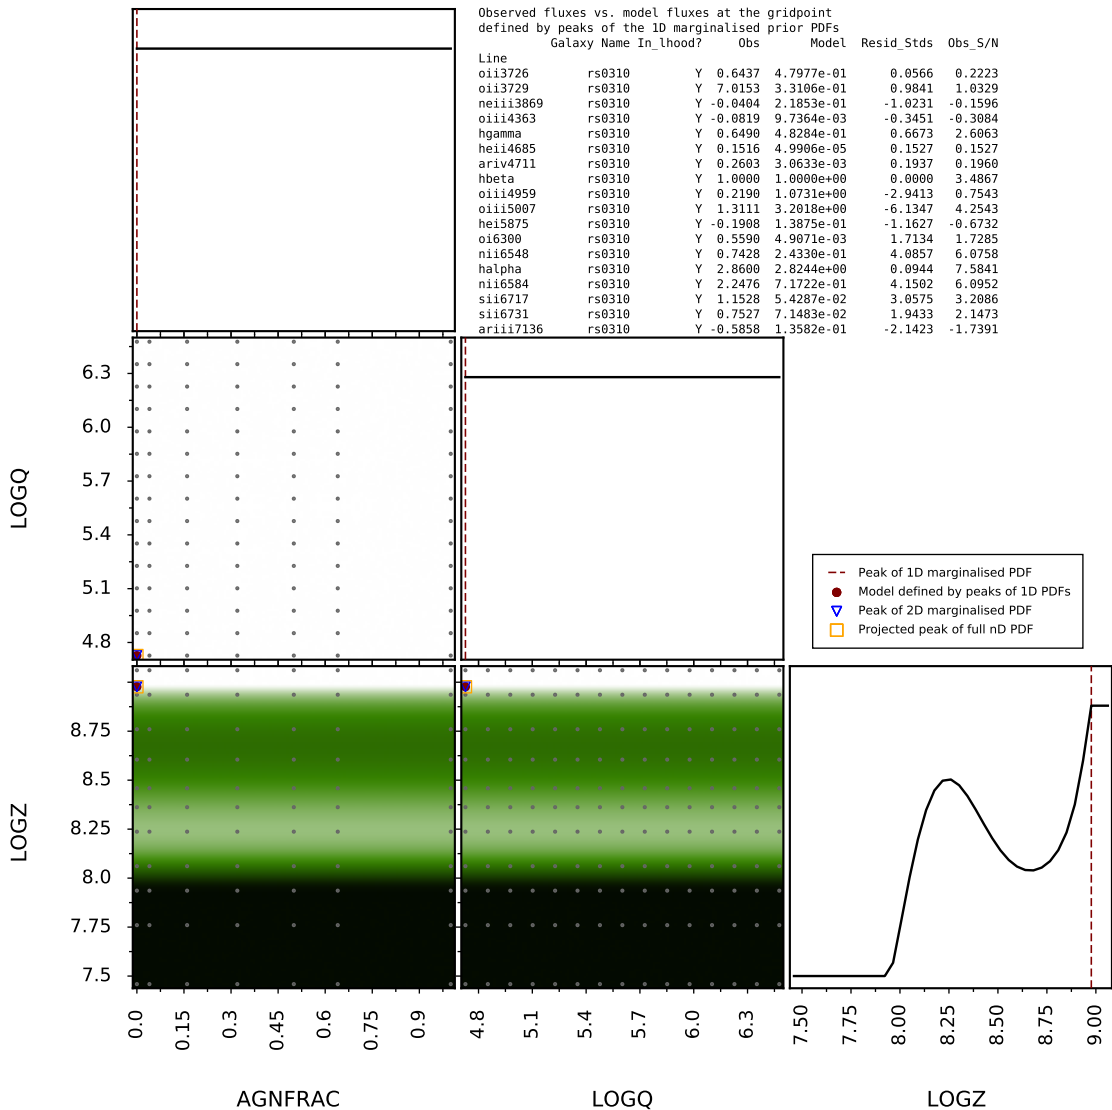 Observed fluxes vs. model fluxes at the gridpoint
defined by peaks of the 1D marginalised prior PDFs
Galaxy Name In_lhood? Obs Model Resid_Stds Obs_S/N
Line
oii3726 rs0310 Y 0.6437 4.7977e-01 0.0566 0.2223
oii3729 rs0310 Y 7.0153 3.3106e-01 0.9841 1.0329
neiii3869 rs0310 Y -0.0404 2.1853e-01 -1.0231 -0.1596
oiii4363 rs0310 Y -0.0819 9.7364e-03 -0.3451 -0.3084
hgamma rs0310 Y 0.6490 4.8284e-01 0.6673 2.6063
heii4685 rs0310 Y 0.1516 4.9906e-05 0.1527 0.1527
ariv4711 rs0310 Y 0.2603 3.0633e-03 0.1937 0.1960
hbeta rs0310 Y 1.0000 1.0000e+00 0.0000 3.4867
oiii4959 rs0310 Y 0.2190 1.0731e+00 -2.9413 0.7543
oiii5007 rs0310 Y 1.3111 3.2018e+00 -6.1347 4.2543
hei5875 rs0310 Y -0.1908 1.3875e-01 -1.1627 -0.6732
oi6300 rs0310 Y 0.5590 4.9071e-03 1.7134 1.7285
nii6548 rs0310 Y 0.7428 2.4330e-01 4.0857 6.0758
halpha rs0310 Y 2.8600 2.8244e+00 0.0944 7.5841
nii6584 rs0310 Y 2.2476 7.1722e-01 4.1502 6.0952
sii6717 rs0310 Y 1.1528 5.4287e-02 3.0575 3.2086
sii6731 rs0310 Y 0.7527 7.1483e-02 1.9433 2.1473
ariii7136 rs0310 Y -0.5858 1.3582e-01 -2.1423 -1.7391
LOGQ
6.3
6.0
5.7
5.4
5.1
4.8
Peak of 1D marginalised PDF
Model defined by peaks of 1D PDFs
Peak of 2D marginalised PDF
Projected peak of full nD PDF
LOGZ
8.75
8.5
8.25
8.0
7.75
7.5
0.0 0.15 0.3 0.45 0.6 0.75 0.9
4.8 5.1 5.4 5.7 6.0 6.3
7.50 7.75 8.00 8.25 8.50 8.75 9.00
AGNFRAC LOGQ LOGZ